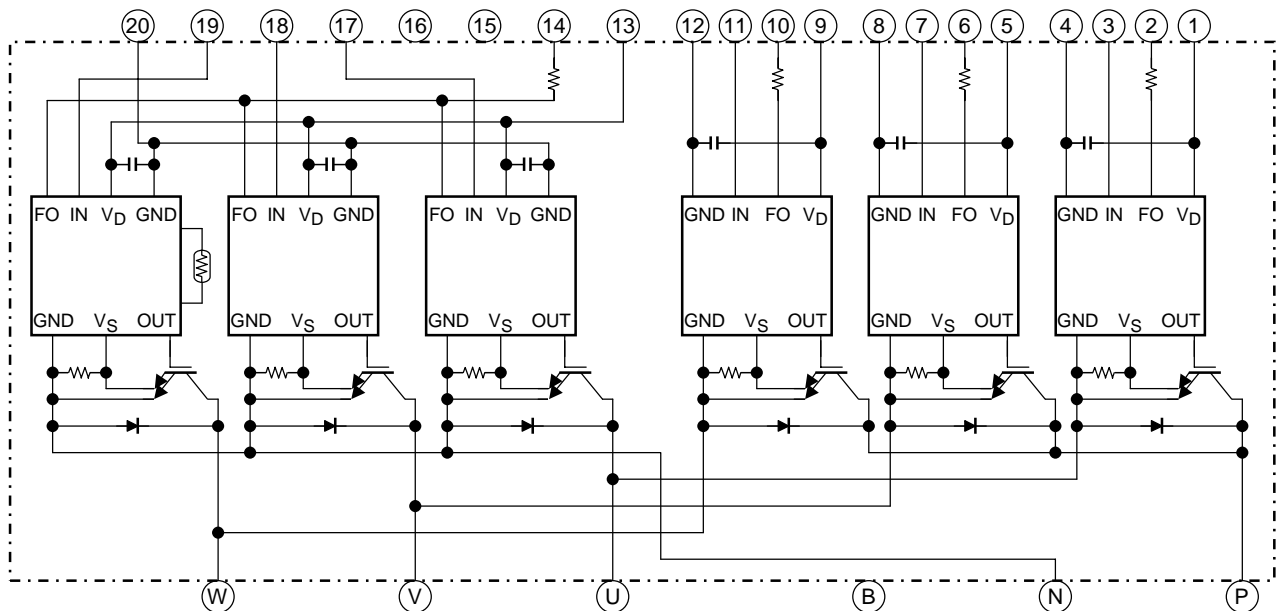 20 19 18 17 16 15 14 13 12 11 10 9 8 7 6 5 4 3 2 1
FO IN VD GND FO IN VD GND FO IN VD GND GND IN FO VD GND IN FO VD GND IN FO VD
GND VS OUT GND VS OUT GND VS OUT GND VS OUT GND VS OUT GND VS OUT
W V U B N P